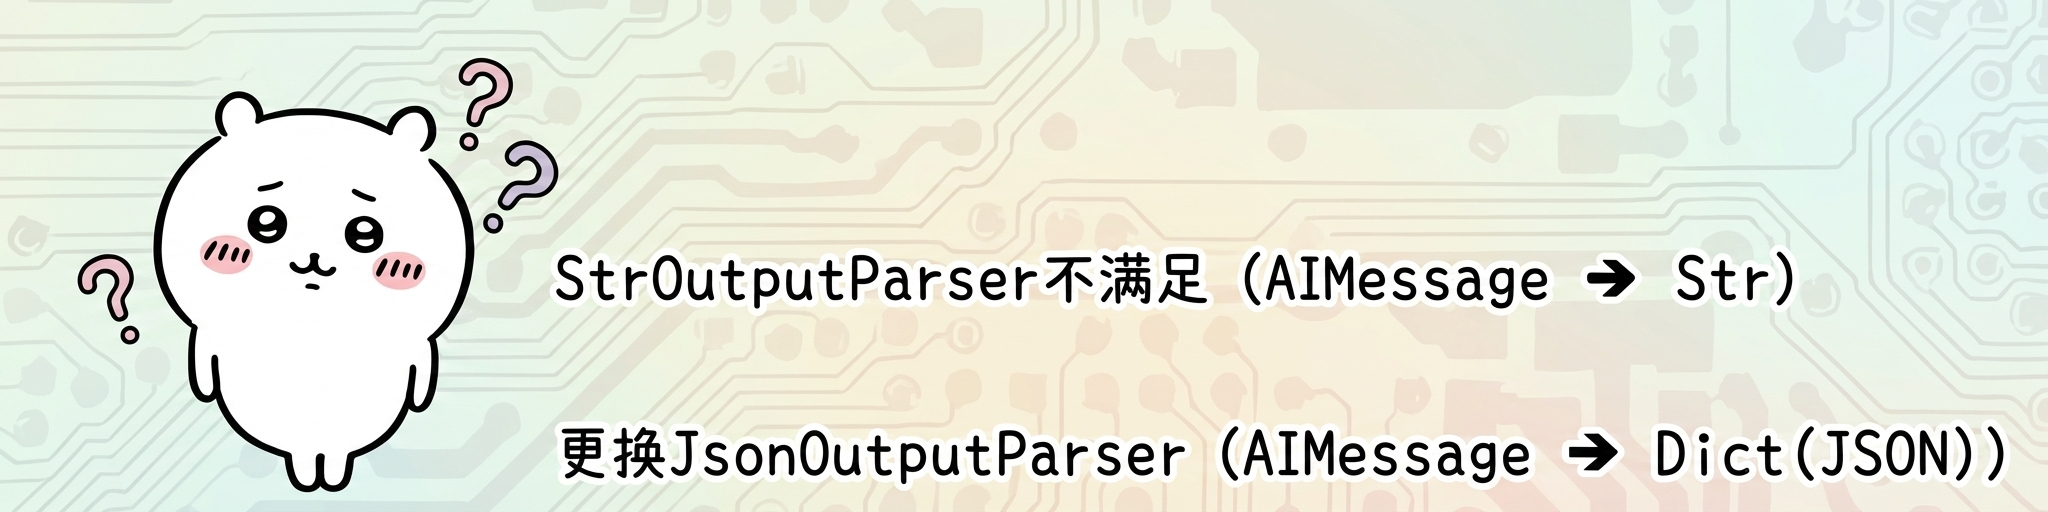 StrOutputParser不满足（AIMessage ➔ Str）
更换JsonOutputParser（AIMessage ➔ Dict(JSON)）